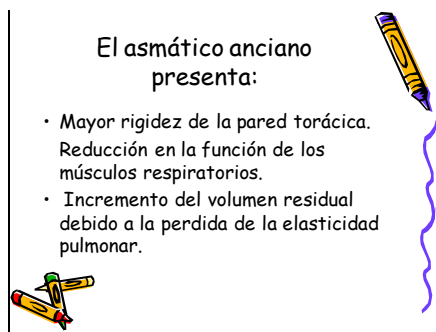 El asmático anciano
presenta:
• Mayor rigidez de la pared torácica.
Reducción en la función de los
músculos respiratorios.
• Incremento del volumen residual
debido a la perdida de la elasticidad
pulmonar.